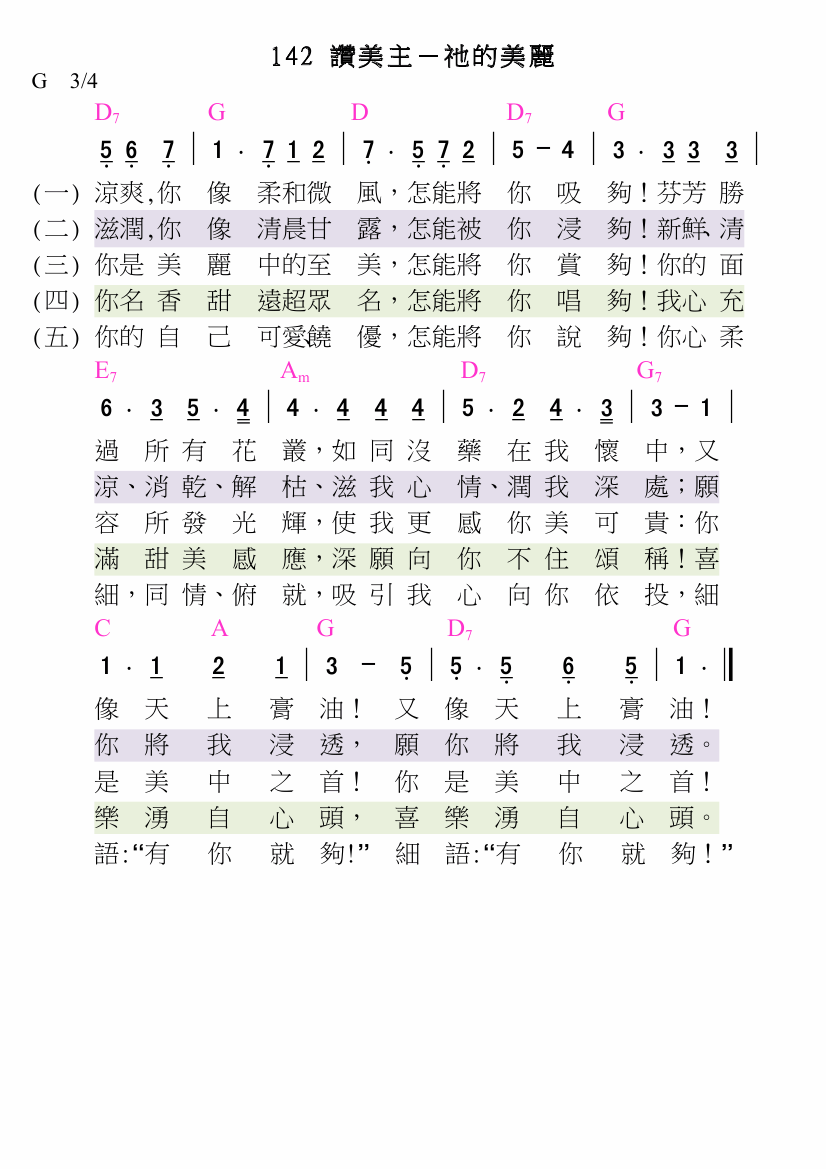 142 讚美主－祂的美麗
G 3/4
D7 G D D7 G
5 6 7 | 1 . 7 1 2 | 7 . 5 7 2 | 5 – 4 | 3 . 3 3 3 |
(一) 涼爽,你 像 柔和微 風，怎能將 你 吸 夠！芬芳 勝
(二) 滋潤,你 像 清晨甘 露，怎能被 你 浸 夠！新鮮、清
(三) 你是 美 麗 中的至 美，怎能將 你 賞 夠！你的 面
(四) 你名 香 甜 遠超眾 名，怎能將 你 唱 夠！我心 充
(五) 你的 自 己 可愛、饒 優，怎能將 你 說 夠！你心 柔
E7 Am D7 G7
6 . 3 5 . 4 | 4 . 4 4 4 | 5 . 2 4 . 3 | 3 – 1 |
過 所 有 花 叢，如 同 沒 藥 在 我 懷 中，又
涼、消 乾、解 枯、滋 我 心 情、潤 我 深 處；願
容 所 發 光 輝，使 我 更 感 你 美 可 貴：你
滿 甜 美 感 應，深 願 向 你 不 住 頌 稱！喜
細，同 情、俯 就，吸 引 我 心 向 你 依 投，細
C A G D7 G
1 . 1 2 1 | 3 – 5 | 5 . 5 6 5 | 1 . ‖
像 天 上 膏 油！ 又 像 天 上 膏 油！
你 將 我 浸 透， 願 你 將 我 浸 透。
是 美 中 之 首！ 你 是 美 中 之 首！
樂 湧 自 心 頭， 喜 樂 湧 自 心 頭。
語:“有 你 就 夠!” 細 語:“有 你 就 夠！”